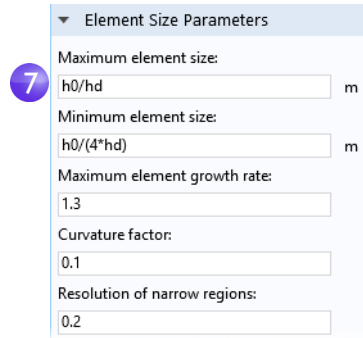 Element Size Parameters
Maximum element size:
7
h0/hd m
Minimum element size:
h0/(4*hd) m
Maximum element growth rate:
1.3
Curvature factor:
0.1
Resolution of narrow regions:
0.2